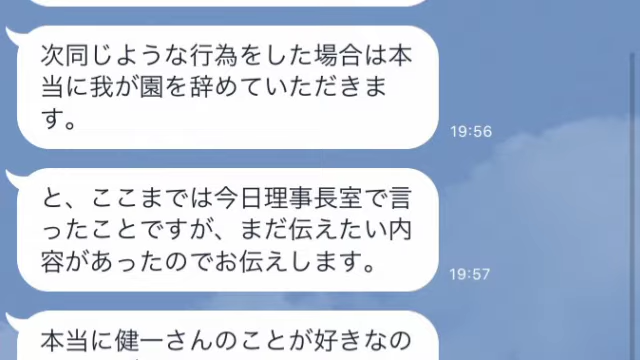 次同じような行為をした場合は本
当に我が園を辞めていただきま
す。
19:56
と、ここまでは今日理事長室で言
ったことですが、まだ伝えたい内
容があったのでお伝えします。
19:57
本当に健一さんのことが好きなの